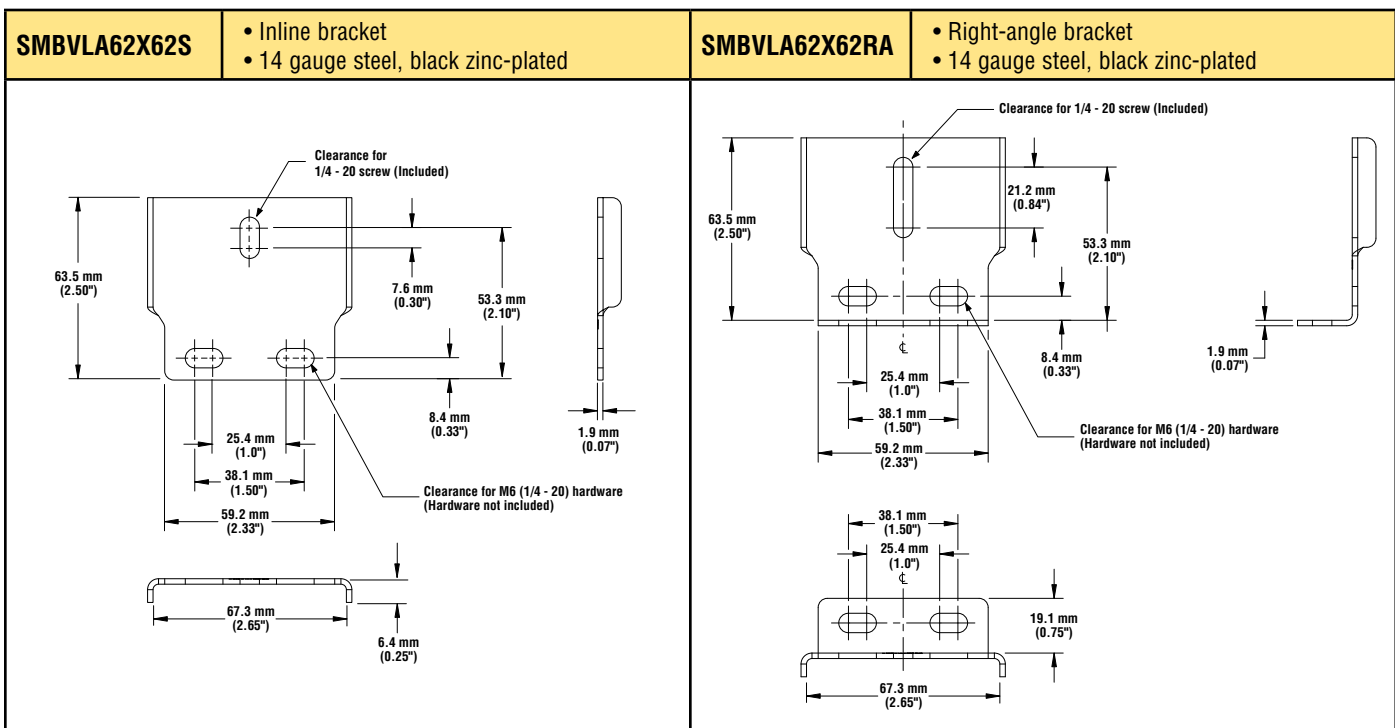 SMBVLA62X62S
• Inline bracket
• 14 gauge steel, black zinc-plated
SMBVLA62X62RA
• Right-angle bracket
• 14 gauge steel, black zinc-plated
Clearance for
1/4 - 20 screw (Included)
63.5 mm
(2.50")
7.6 mm
(0.30")
53.3 mm
(2.10")
8.4 mm
(0.33")
1.9 mm
(0.07")
25.4 mm
(1.0")
38.1 mm
(1.50")
59.2 mm
(2.33")
Clearance for M6 (1/4 - 20) hardware
(Hardware not included)
67.3 mm
(2.65")
6.4 mm
(0.25")
Clearance for 1/4 - 20 screw (Included)
63.5 mm
(2.50")
21.2 mm
(0.84")
53.3 mm
(2.10")
8.4 mm
(0.33")
1.9 mm
(0.07")
℄
25.4 mm
(1.0")
38.1 mm
(1.50")
59.2 mm
(2.33")
Clearance for M6 (1/4 - 20) hardware
(Hardware not included)
38.1 mm
(1.50")
25.4 mm
(1.0")
℄
19.1 mm
(0.75")
67.3 mm
(2.65")